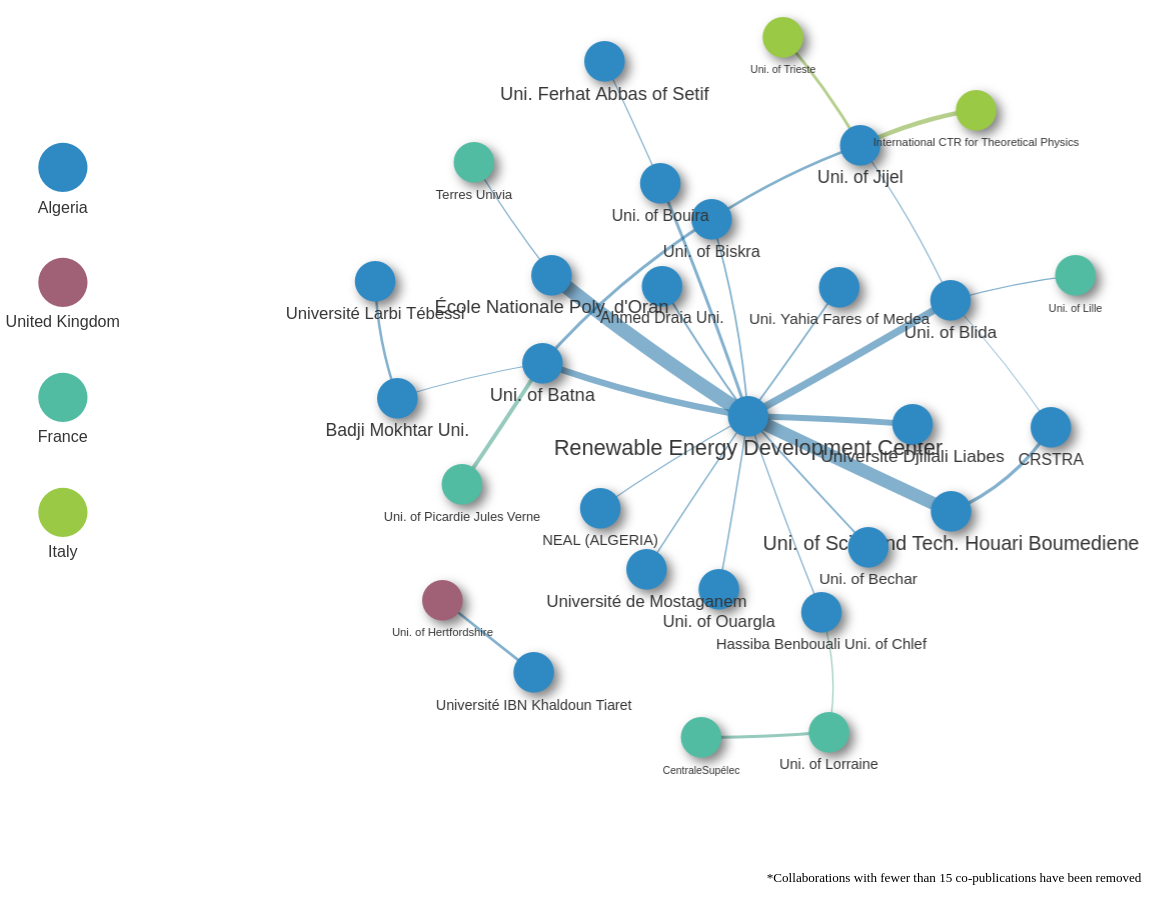 Algeria
United Kingdom
France
Italy
Uni. of Trieste
Uni. Ferhat Abbas of Setif
International CTR for Theoretical Physics
Uni. of Jijel
Terres Univia
Uni. of Bouira
Uni. of Biskra
École Nationale Poly. d'Oran
Université Larbi Tébessi
Ahmed Draia Uni.
Uni. Yahia Fares of Medea
Uni. of Lille
Uni. of Blida
Uni. of Batna
Badji Mokhtar Uni.
Renewable Energy Development Center
Université Djillali Liabes
CRSTRA
Uni. of Picardie Jules Verne
NEAL (ALGERIA)
Uni. of Sci. and Tech. Houari Boumediene
Uni. of Bechar
Université de Mostaganem
Uni. of Ouargla
Uni. of Hertfordshire
Hassiba Benbouali Uni. of Chlef
Université IBN Khaldoun Tiaret
CentraleSupélec
Uni. of Lorraine
*Collaborations with fewer than 15 co-publications have been removed